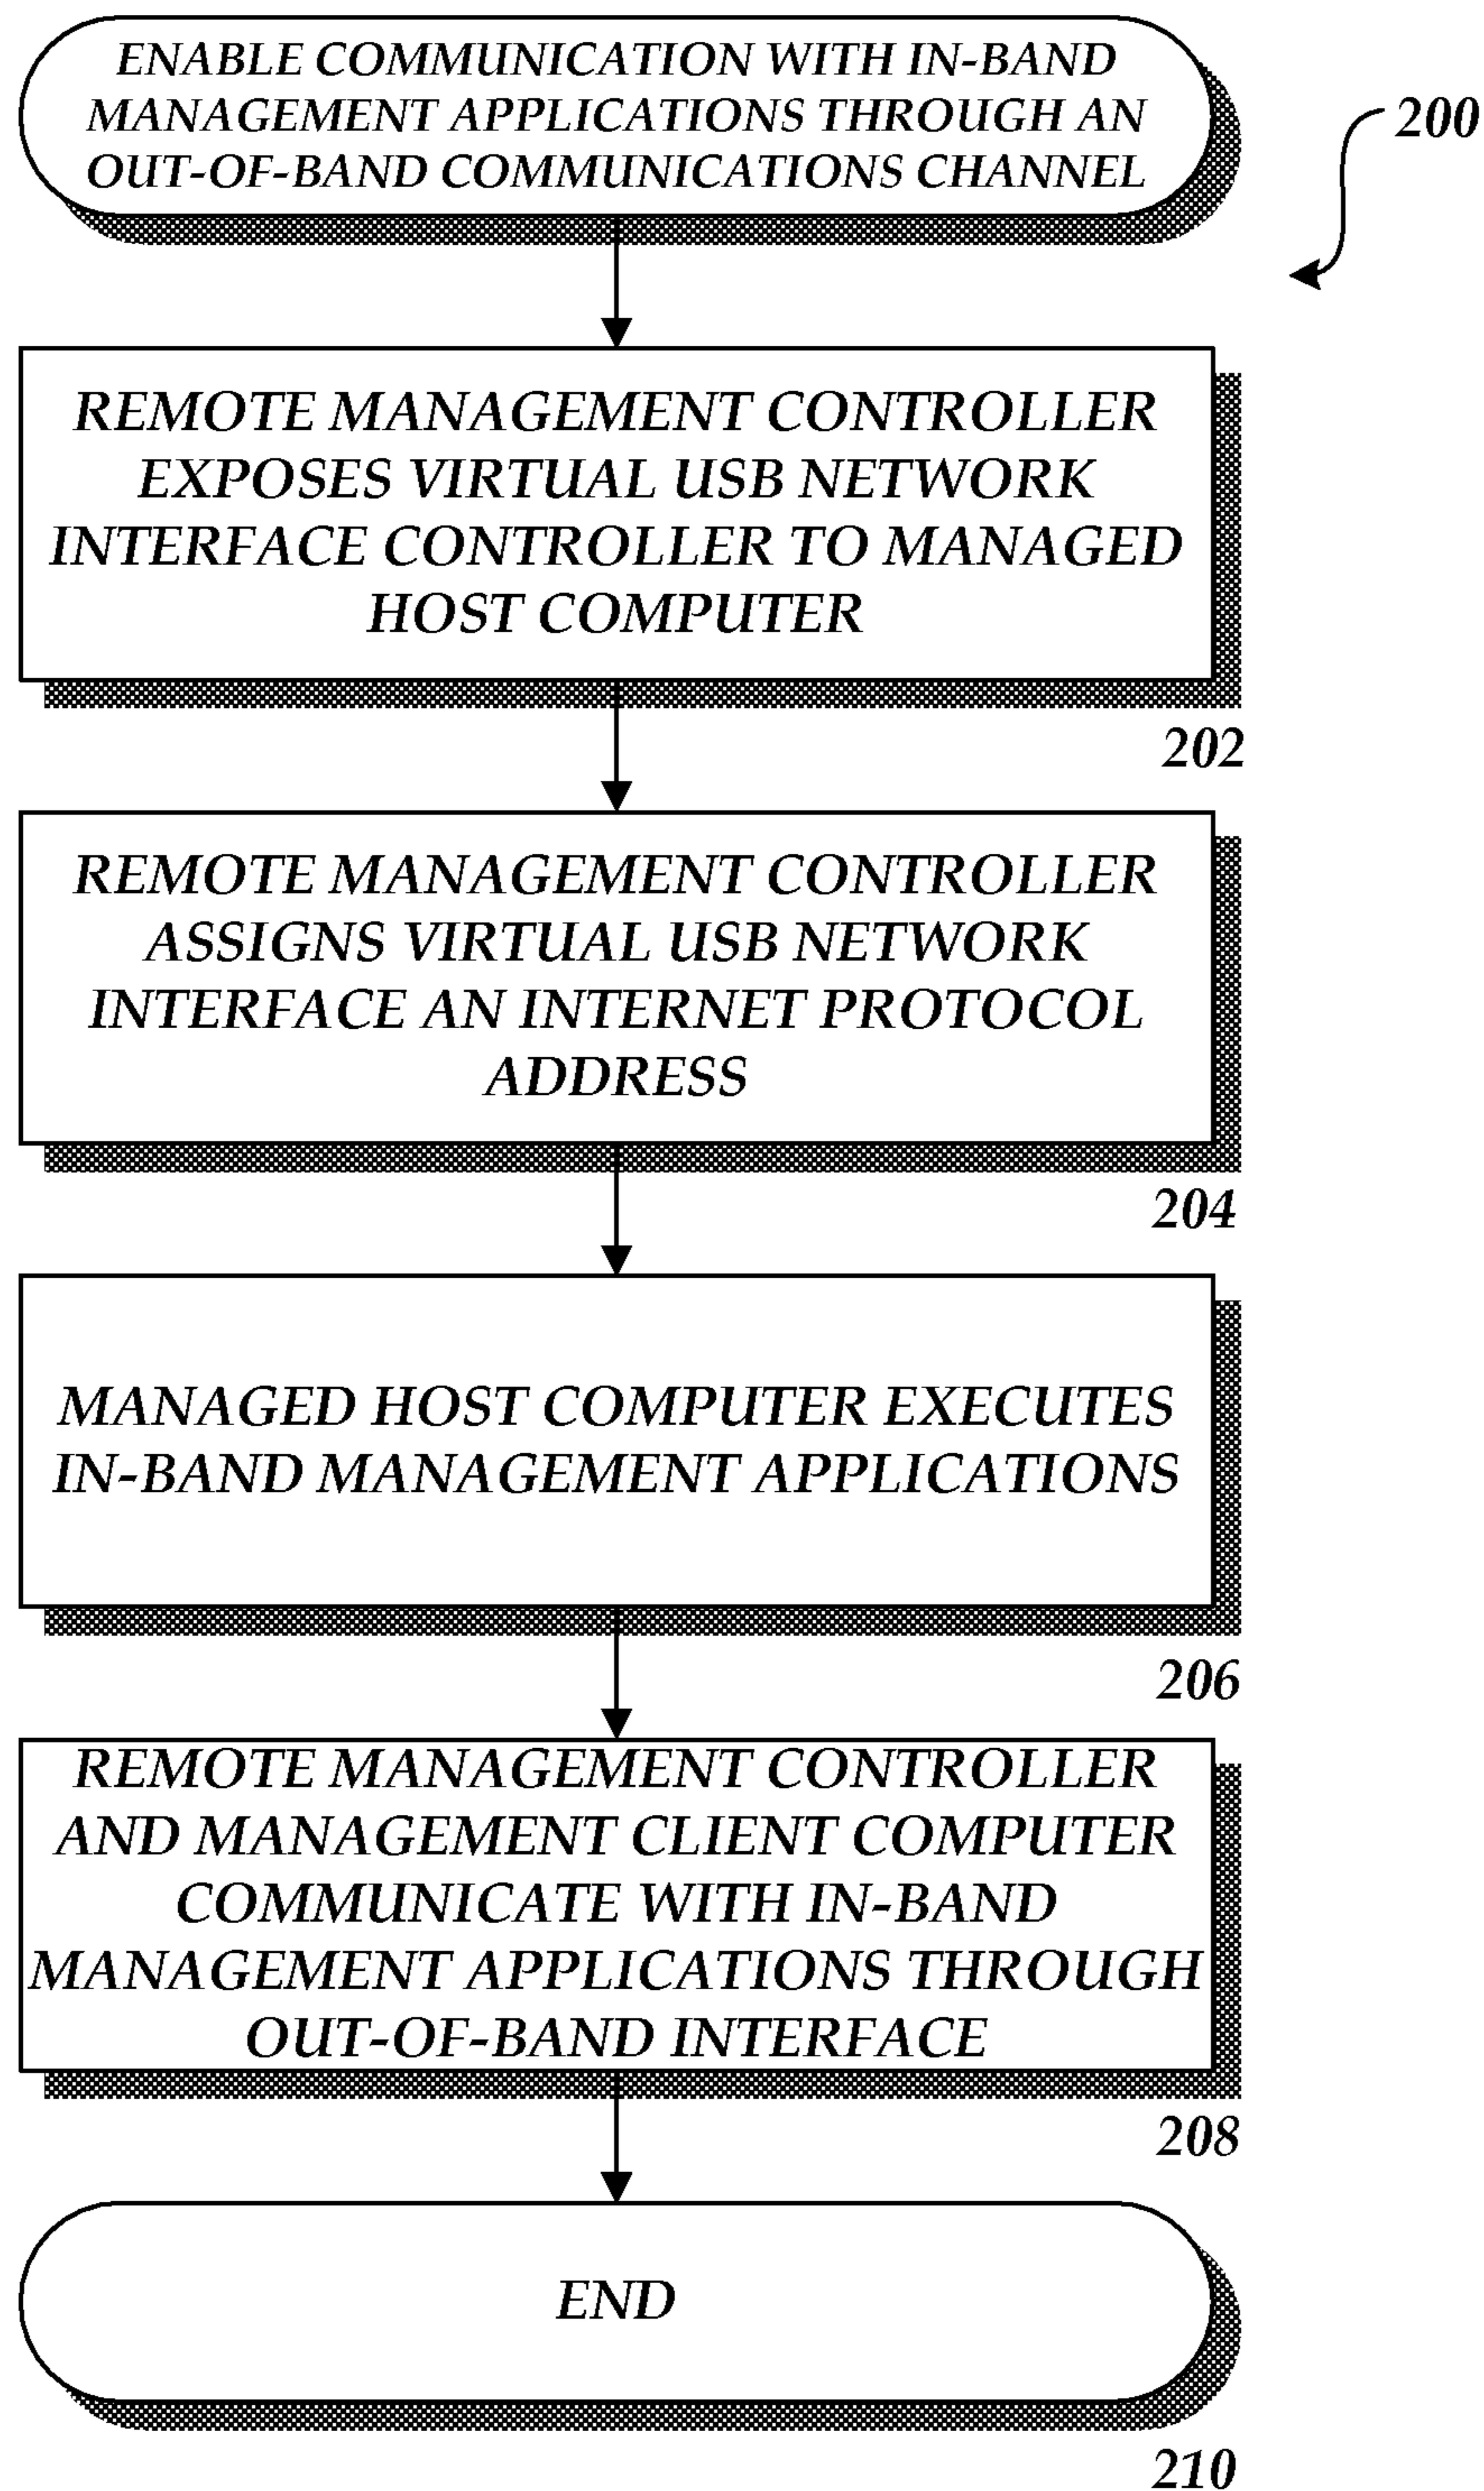 ENABLE COMMUNICATION WITH IN-BAND
MANAGEMENT APPLICATIONS THROUGH AN
OUT-OF-BAND COMMUNICATIONS CHANNEL
200
REMOTE MANAGEMENT CONTROLLER
EXPOSES VIRTUAL USB NETWORK
INTERFACE CONTROLLER TO MANAGED
HOST COMPUTER
202
REMOTE MANAGEMENT CONTROLLER
ASSIGNS VIRTUAL USB NETWORK
INTERFACE AN INTERNET PROTOCOL
ADDRESS
204
MANAGED HOST COMPUTER EXECUTES
IN-BAND MANAGEMENT APPLICATIONS
206
REMOTE MANAGEMENT CONTROLLER
AND MANAGEMENT CLIENT COMPUTER
COMMUNICATE WITH IN-BAND
MANAGEMENT APPLICATIONS THROUGH
OUT-OF-BAND INTERFACE
208
END
210